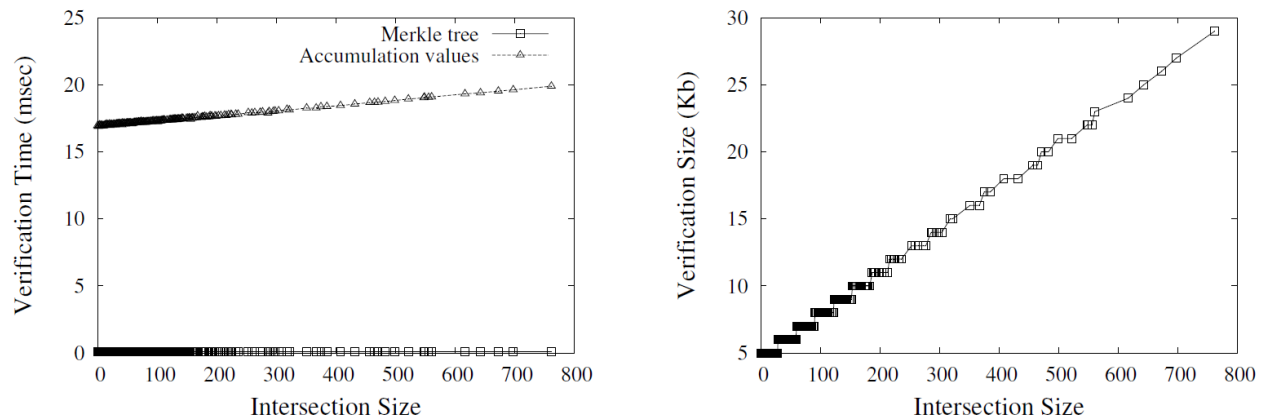 Merkle tree
Accumulation values
Verification Time (msec)
25
20
15
10
5
0
0 100 200 300 400 500 600 700 800
Intersection Size
Verification Size (Kb)
30
25
20
15
10
5
0 100 200 300 400 500 600 700 800
Intersection Size